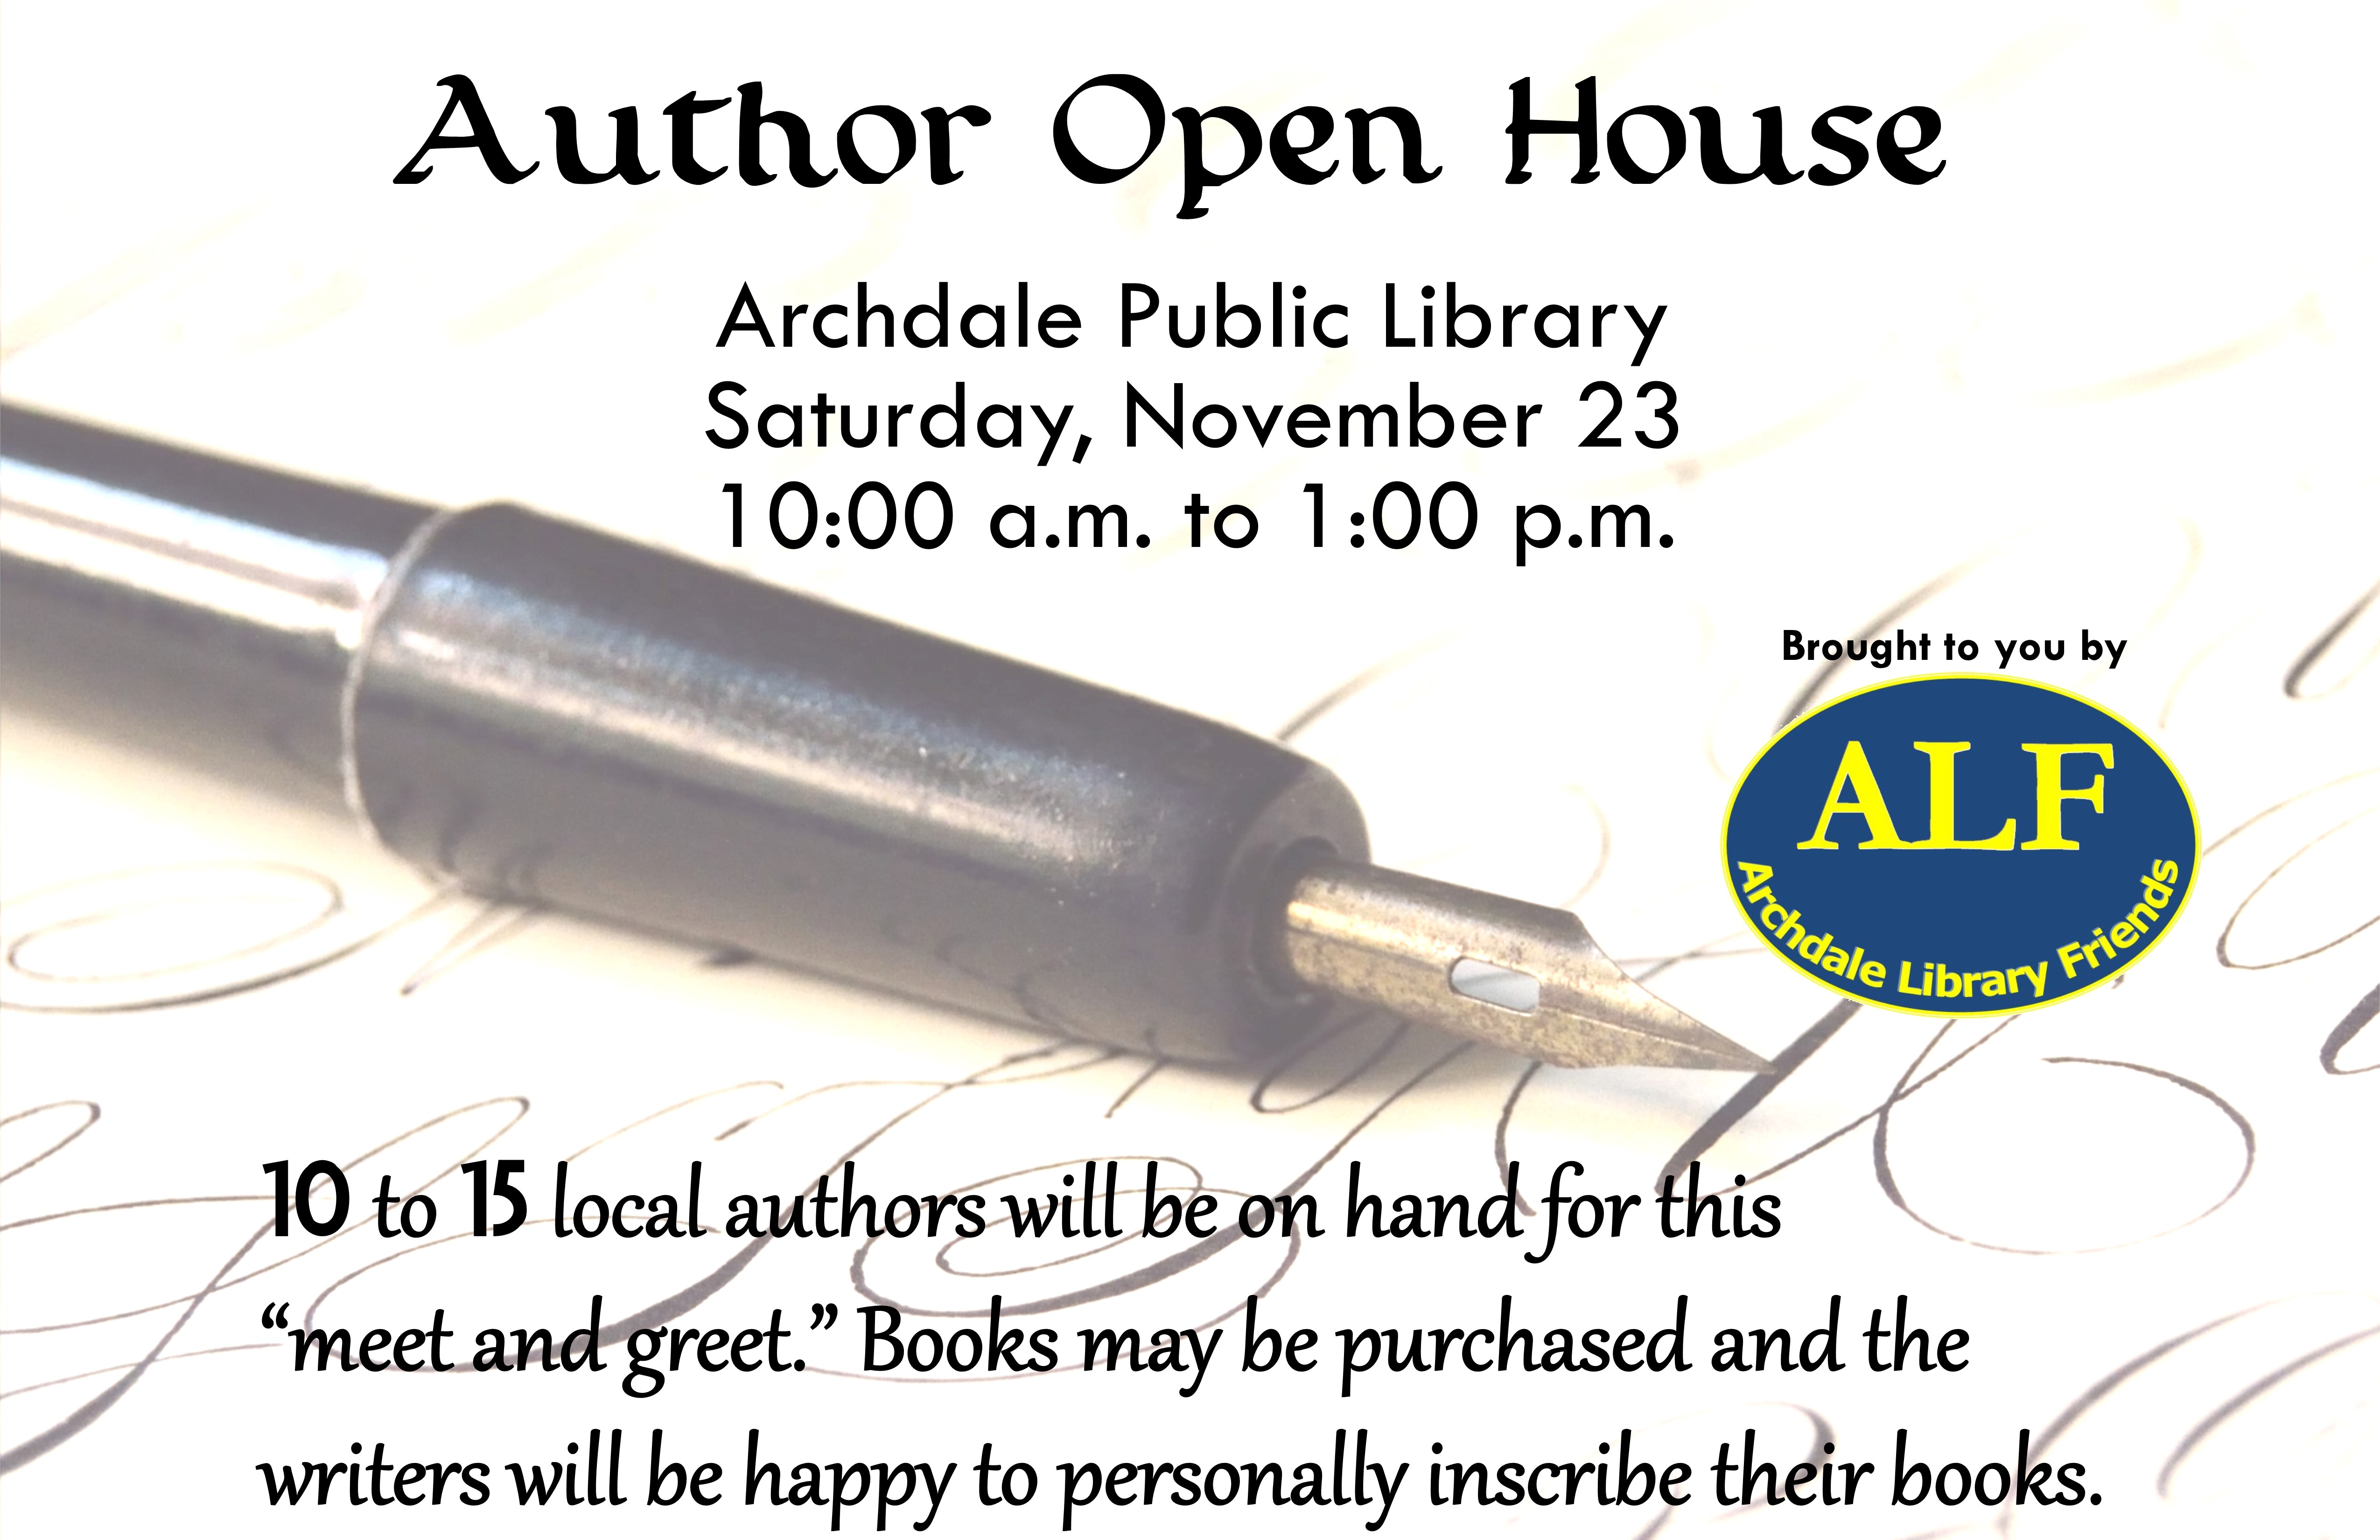 Author Open House
Archdale Public Library
Saturday, November 23
10:00 a.m. to 1:00 p.m.
Brought to you by
ALF
Archdale Library Friends
10 to 15 local authors will be on hand for this
“meet and greet.” Books may be purchased and the
writers will be happy to personally inscribe their books.